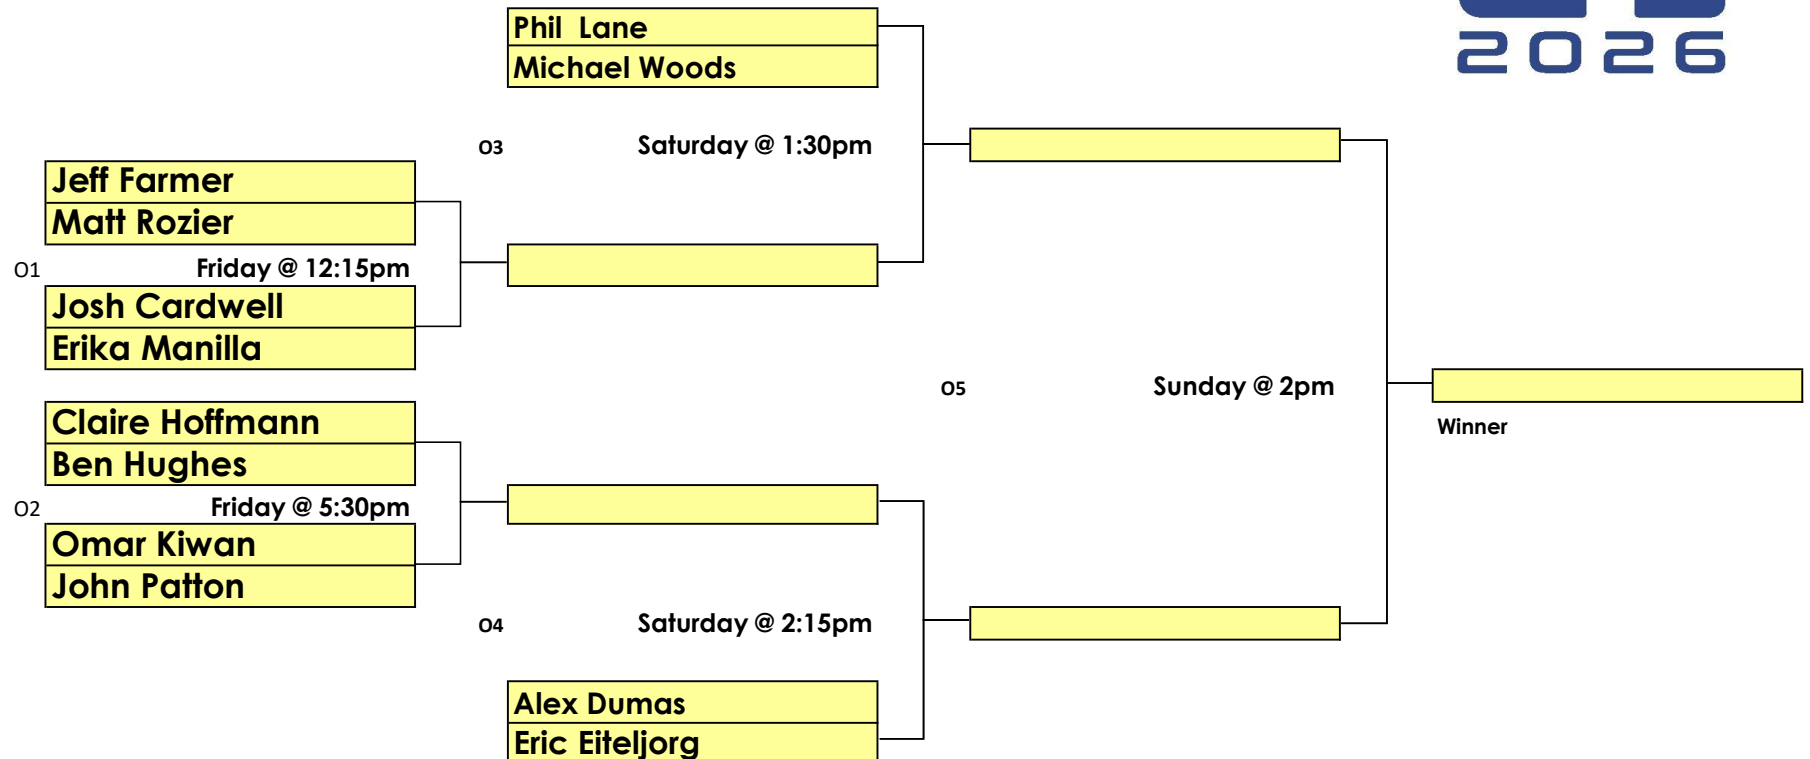 Phil  Lane
Michael Woods
2026
O3 Saturday @ 1:30pm
Jeff Farmer
Matt Rozier
O1 Friday @ 12:15pm
Josh Cardwell
Erika Manilla
O5 Sunday @ 2pm
Winner
Claire Hoffmann
Ben Hughes
O2 Friday @ 5:30pm
Omar Kiwan
John Patton
O4 Saturday @ 2:15pm
Alex Dumas
Eric Eiteljorg